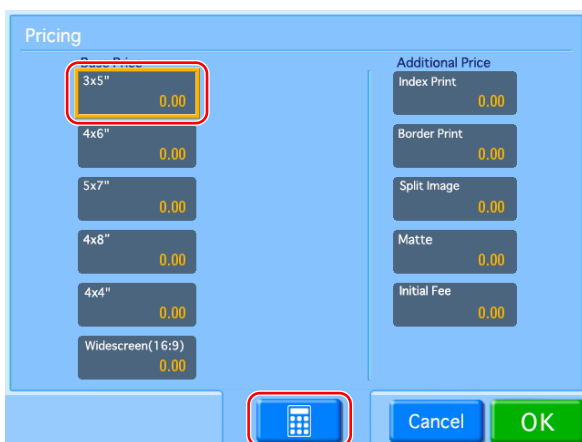 Pricing
Base Price
3x5"
0.00
4x6"
0.00
5x7"
0.00
4x8"
0.00
4x4"
0.00
Widescreen(16:9)
0.00
Additional Price
Index Print
0.00
Border Print
0.00
Split Image
0.00
Matte
0.00
Initial Fee
0.00
Cancel
OK